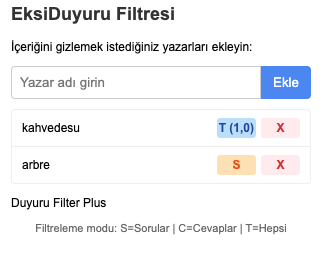 EksiDuyuru Filtresi
İçeriğini gizlemek istediğiniz yazarları ekleyin:
Yazar adı girin Ekle
kahvedesu T (1,0) X
arbre S X
Duyuru Filter Plus
Filtreleme modu: S=Sorular | C=Cevaplar | T=Hepsi